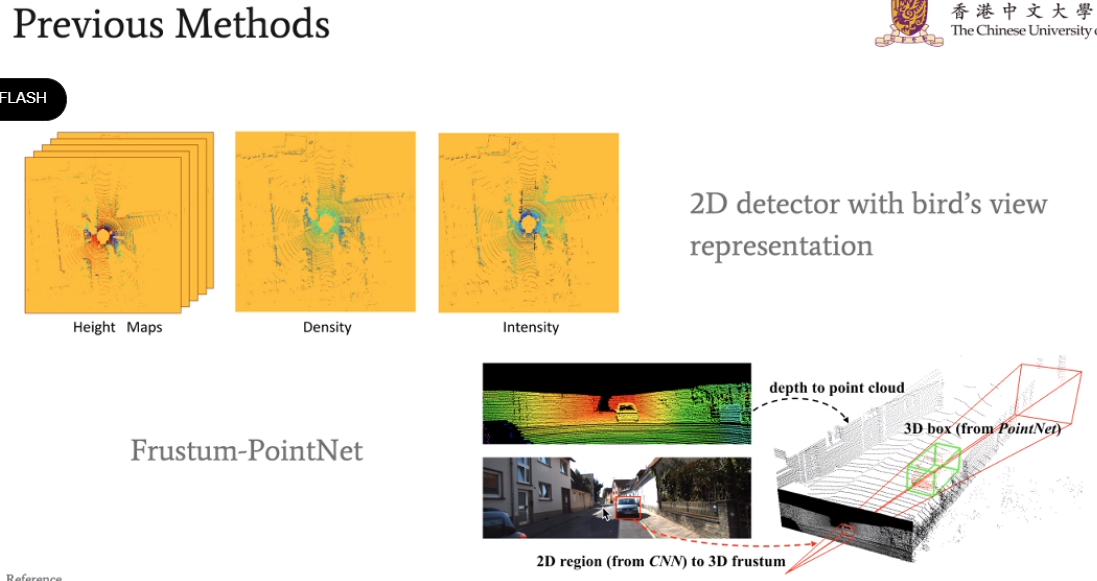 Previous Methods
香港中文大學
The Chinese University
FLASH
Height Maps
Density
Intensity
2D detector with bird's view
representation
Frustum-PointNet
depth to point cloud
3D box (from PointNet)
2D region (from CNN) to 3D frustum
Reference